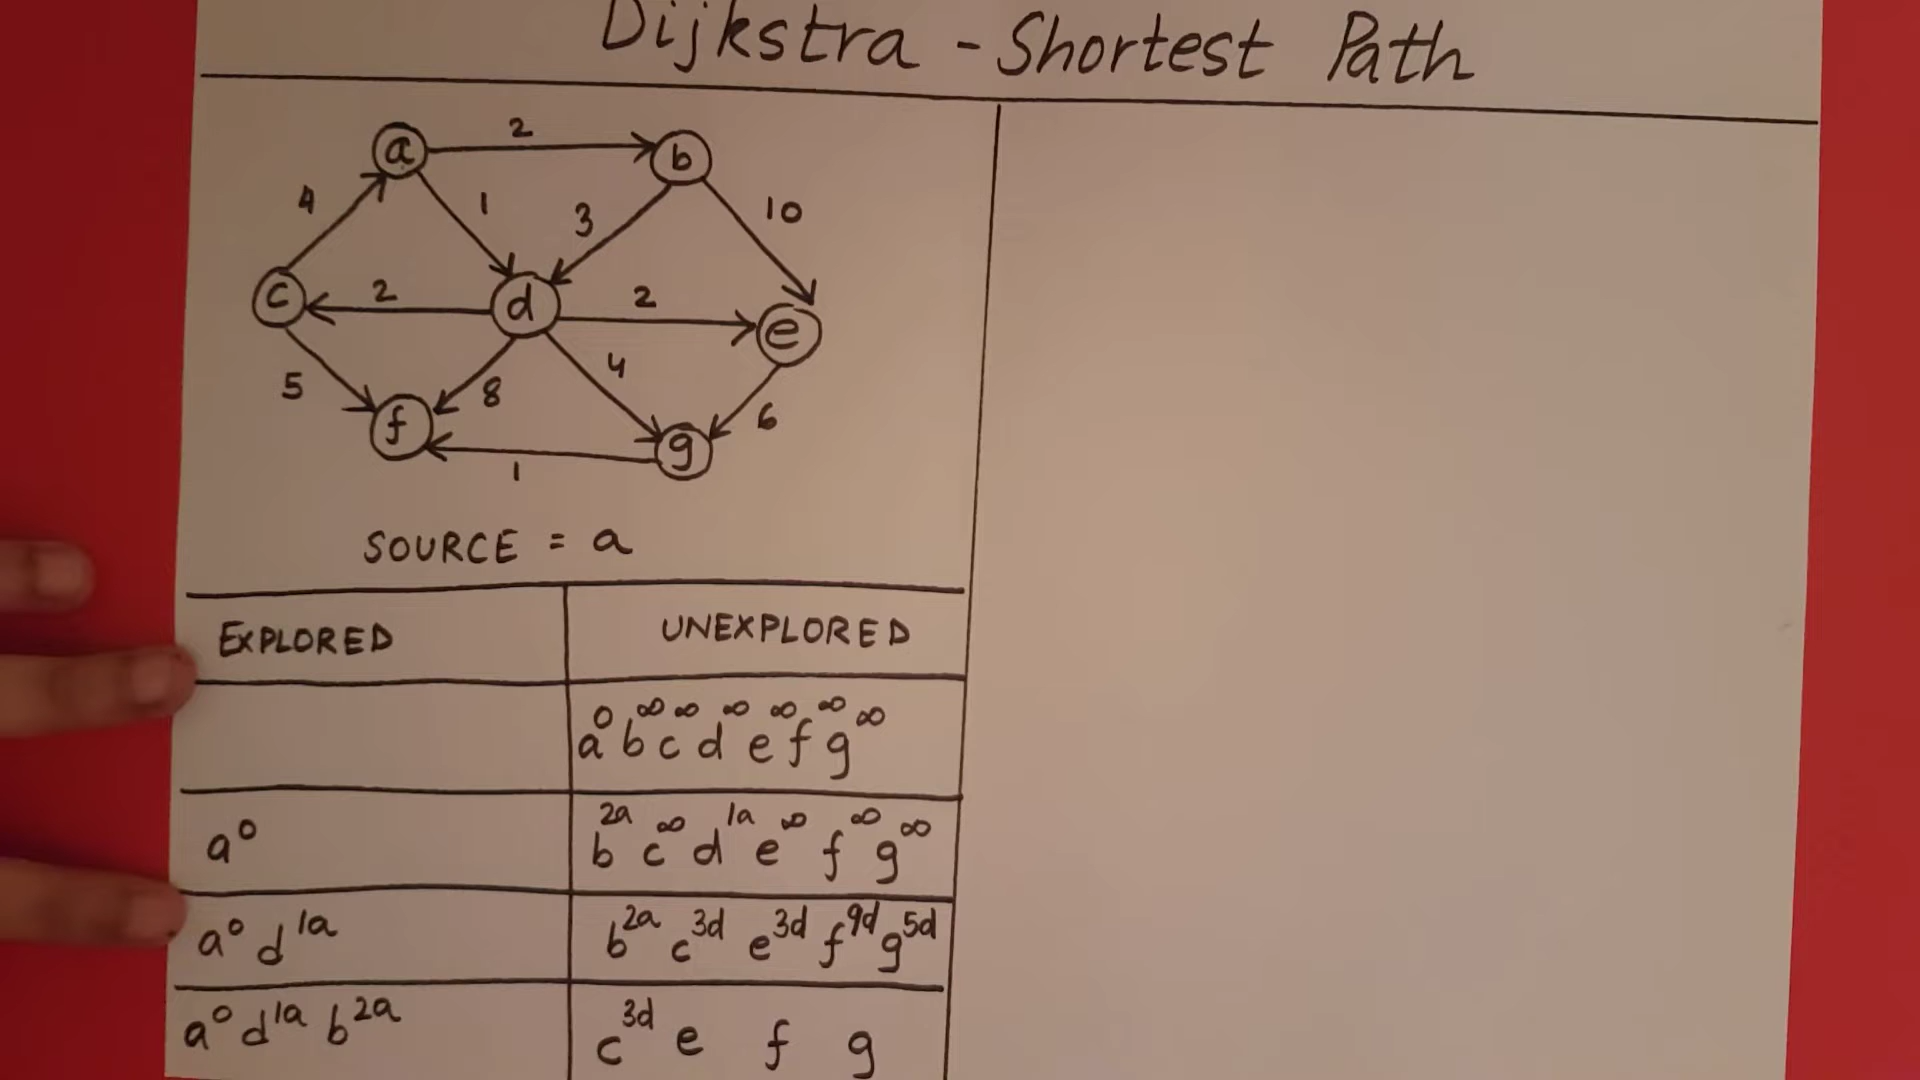 Dijkstra - Shortest Path
2
a
b
4
1
3
10
c
2
d
2
e
5
8
4
6
f
g
1
SOURCE = a
EXPLORED UNEXPLORED
a⁰ b^∞ c^∞ d^∞ e^∞ f^∞ g^∞
a⁰ b^2a c^∞ d^1a e^∞ f^∞ g^∞
a⁰ d^1a b^2a c^3d e^3d f^9d g^5d
a⁰ d^1a b^2a c^3d e f g